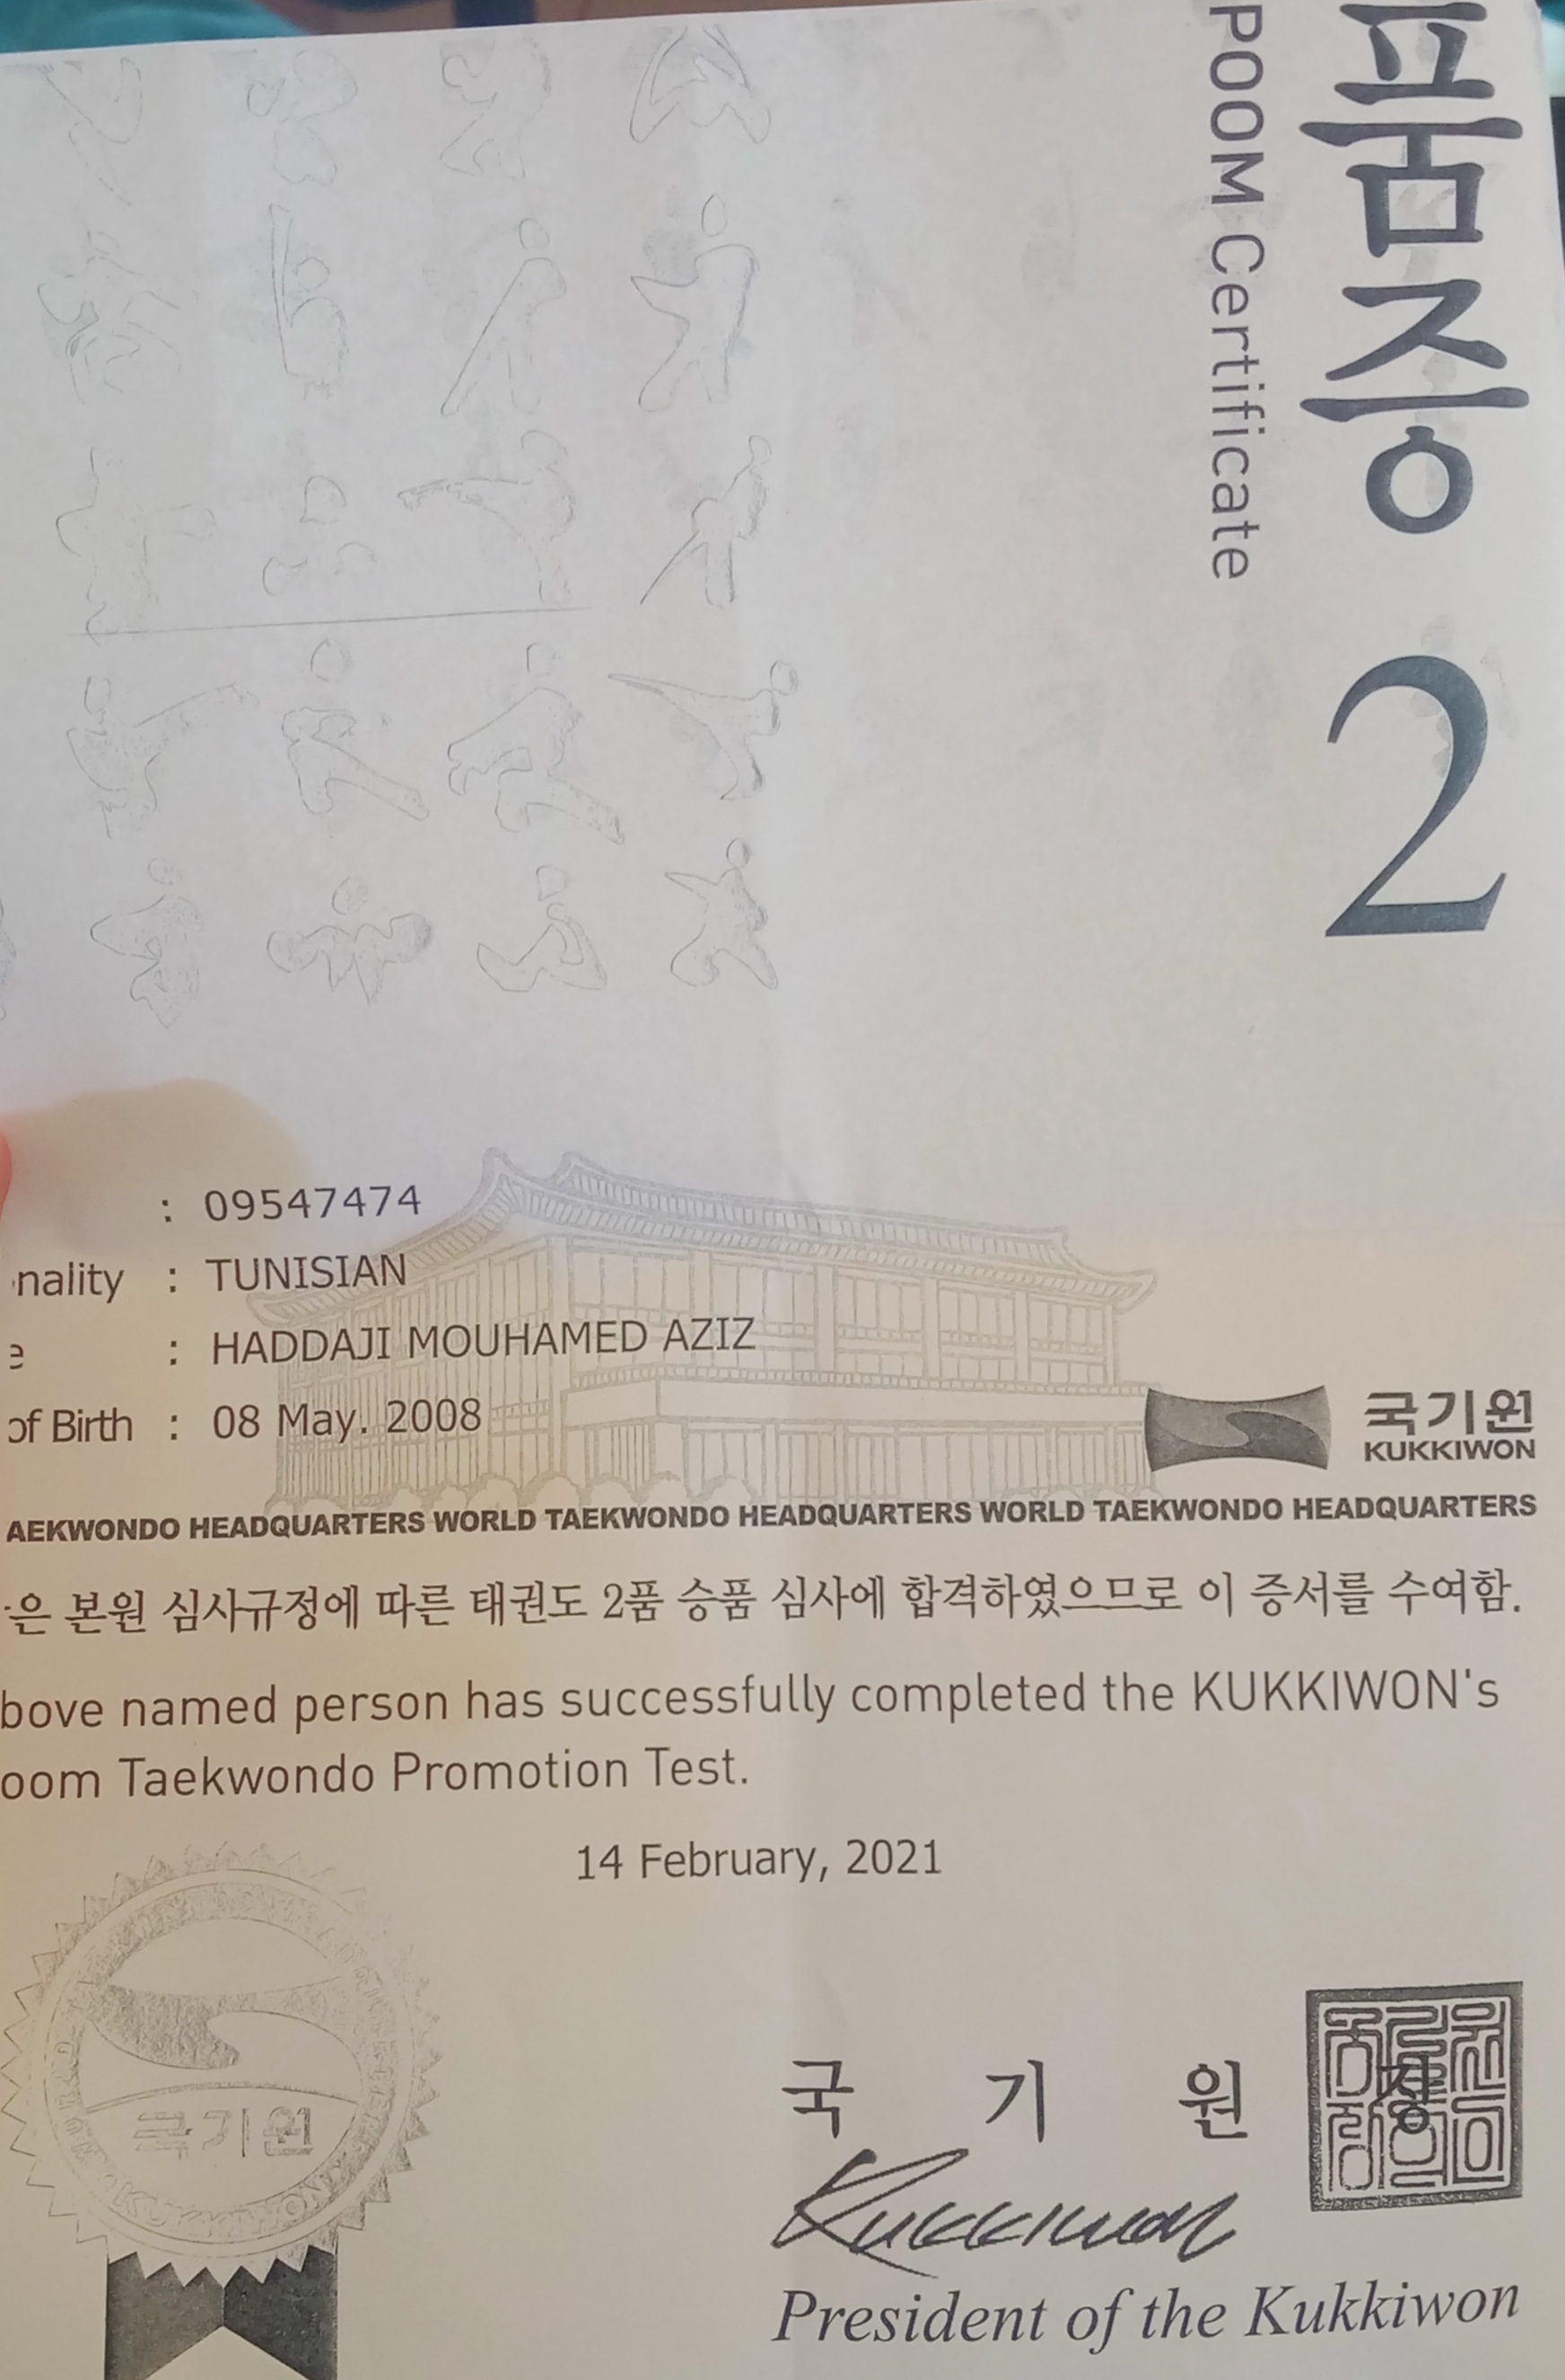 품증 2
POOM Certificate
: 09547474
nality : TUNISIAN
e : HADDAJI MOUHAMED AZIZ
of Birth : 08 May. 2008
국기원
KUKKIWON
AEKWONDO HEADQUARTERS WORLD TAEKWONDO HEADQUARTERS WORLD TAEKWONDO HEADQUARTERS
은 본원 심사규정에 따른 태권도 2품 승품 심사에 합격하였으므로 이 증서를 수여함.
bove named person has successfully completed the KUKKIWON's
oom Taekwondo Promotion Test.
14 February, 2021
국기원
KUKKIWON
국 기 원 장
Kukkiwon
President of the Kukkiwon